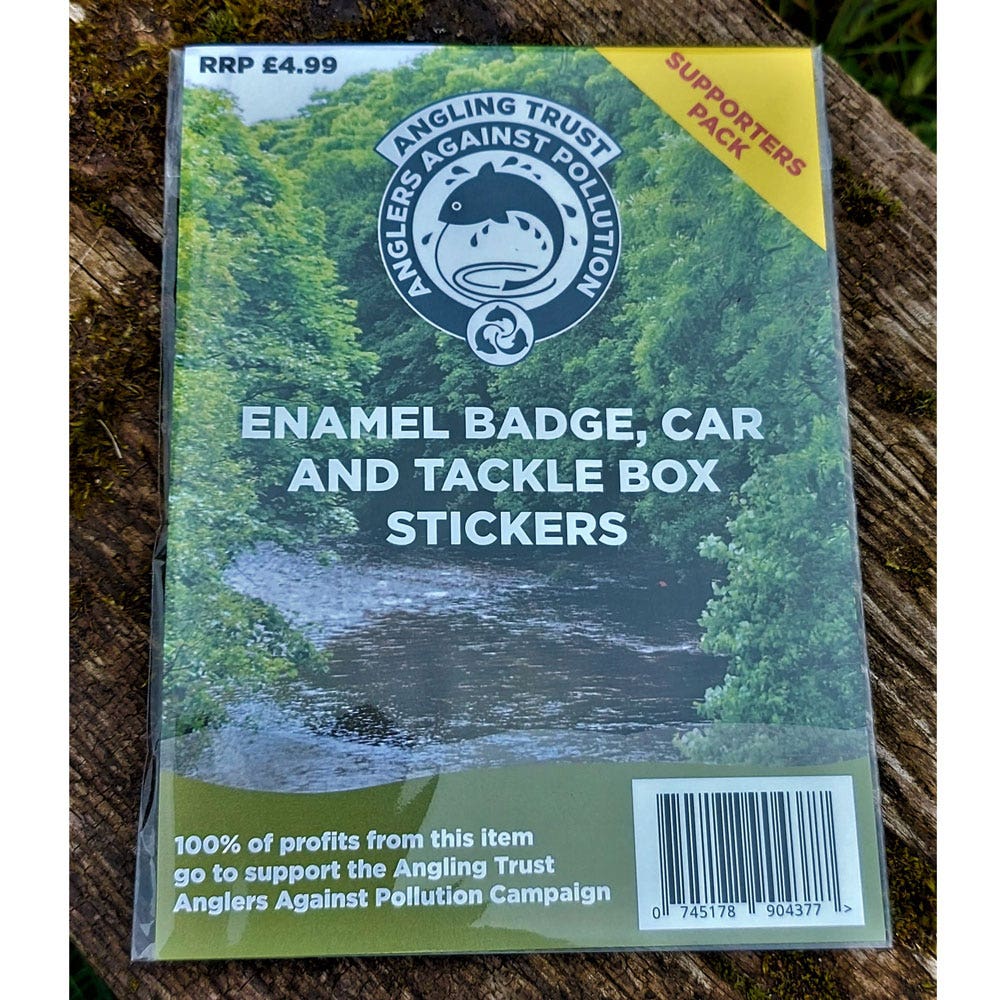 RRP £4.99
SUPPORTERS
PACK
ANGLING TRUST
ANGLERS AGAINST POLLUTION
ENAMEL BADGE, CAR
AND TACKLE BOX
STICKERS
100% of profits from this item
go to support the Angling Trust
Anglers Against Pollution Campaign
0 745178 904377 >